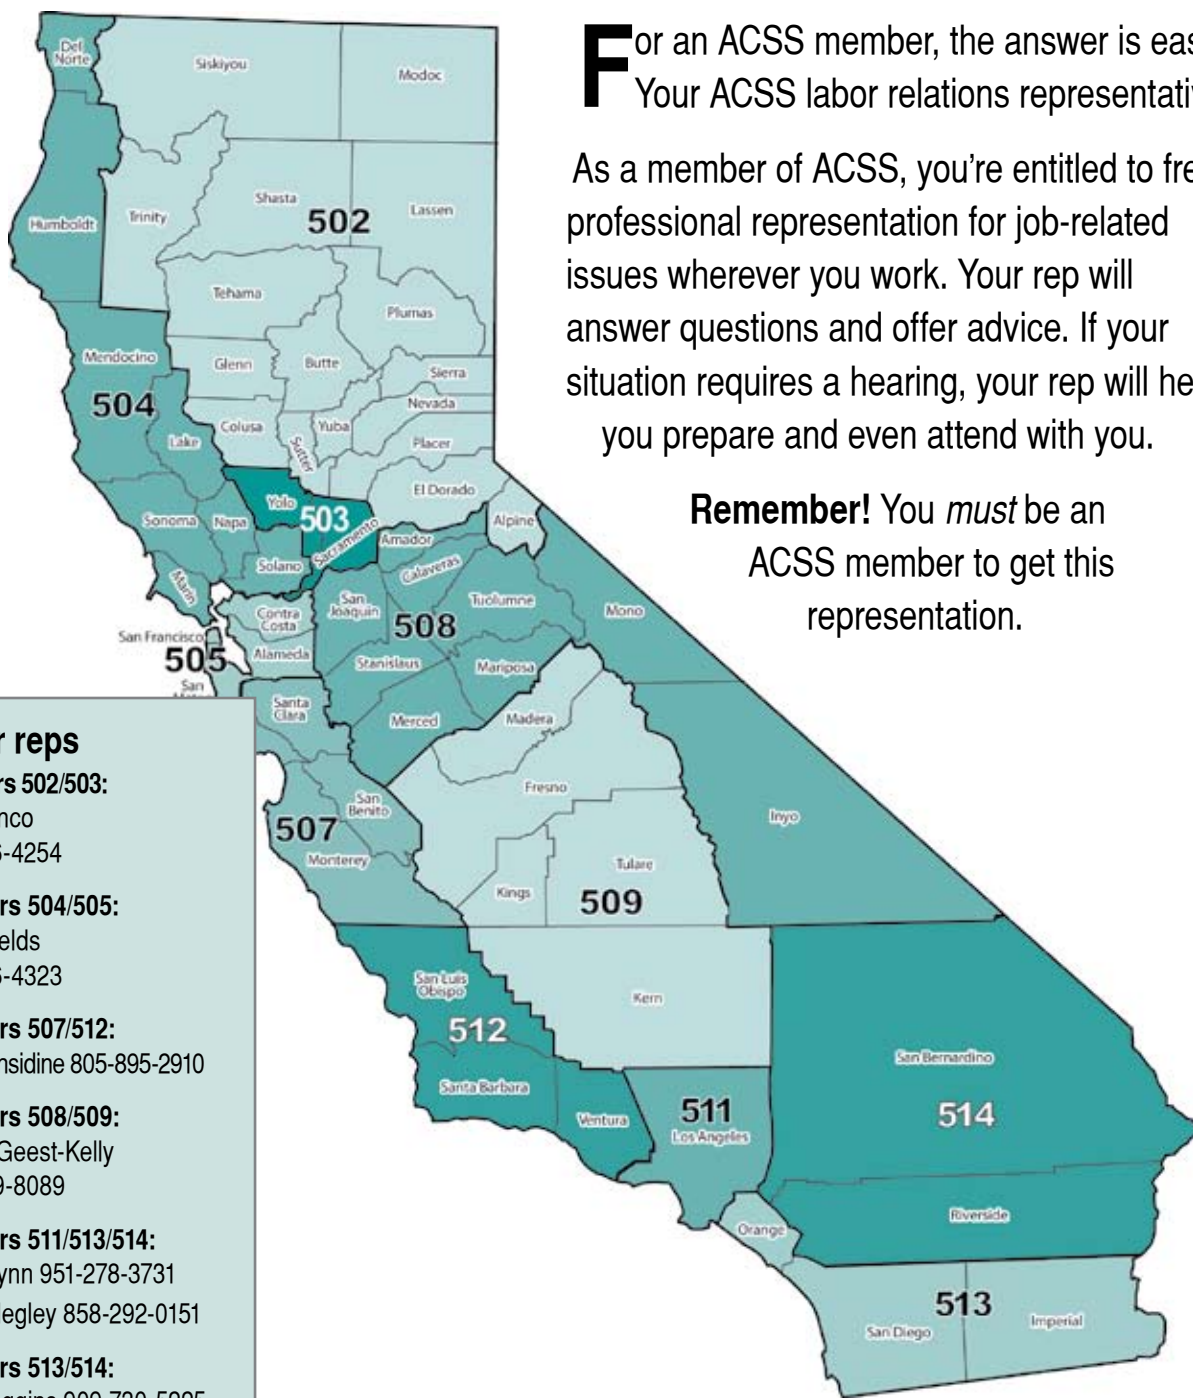 For an ACSS member, the answer is eas
Your ACSS labor relations representativ
As a member of ACSS, you're entitled to fre
professional representation for job-related
issues wherever you work. Your rep will
answer questions and offer advice. If your
situation requires a hearing, your rep will he
you prepare and even attend with you.
Remember! You must be an
ACSS member to get this
representation.
Del
Norte
Siskiyou
Modoc
Humboldt
Trinity
Shasta
502
Lassen
Tehama
Plumas
Mendocino
Glenn
Butte
Sierra
504
Nevada
Lake
Colusa
Sutter
Yuba
Placer
El Dorado
Yolo
503
Sacramento
Sonoma
Napa
Amador
Alpine
Solano
Calaveras
Marin
Contra
Costa
San
Joaquin
Tuolumne
Mono
508
San Francisco
505
Alameda
Stanislaus
Mariposa
San
Santa
Clara
Merced
Madera
Fresno
San
Benito
507
Monterey
Inyo
Tulare
Kings
509
San Luis
Obispo
Kern
512
Santa Barbara
Ventura
511
Los Angeles
San Bernardino
514
Orange
Riverside
513
San Diego
Imperial
r reps
rs 502/503:
nco
6-4254
rs 504/505:
elds
6-4323
rs 507/512:
nsidine 805-895-2910
rs 508/509:
Geest-Kelly
9-8089
rs 511/513/514:
ynn 951-278-3731
legley 858-292-0151
rs 513/514: